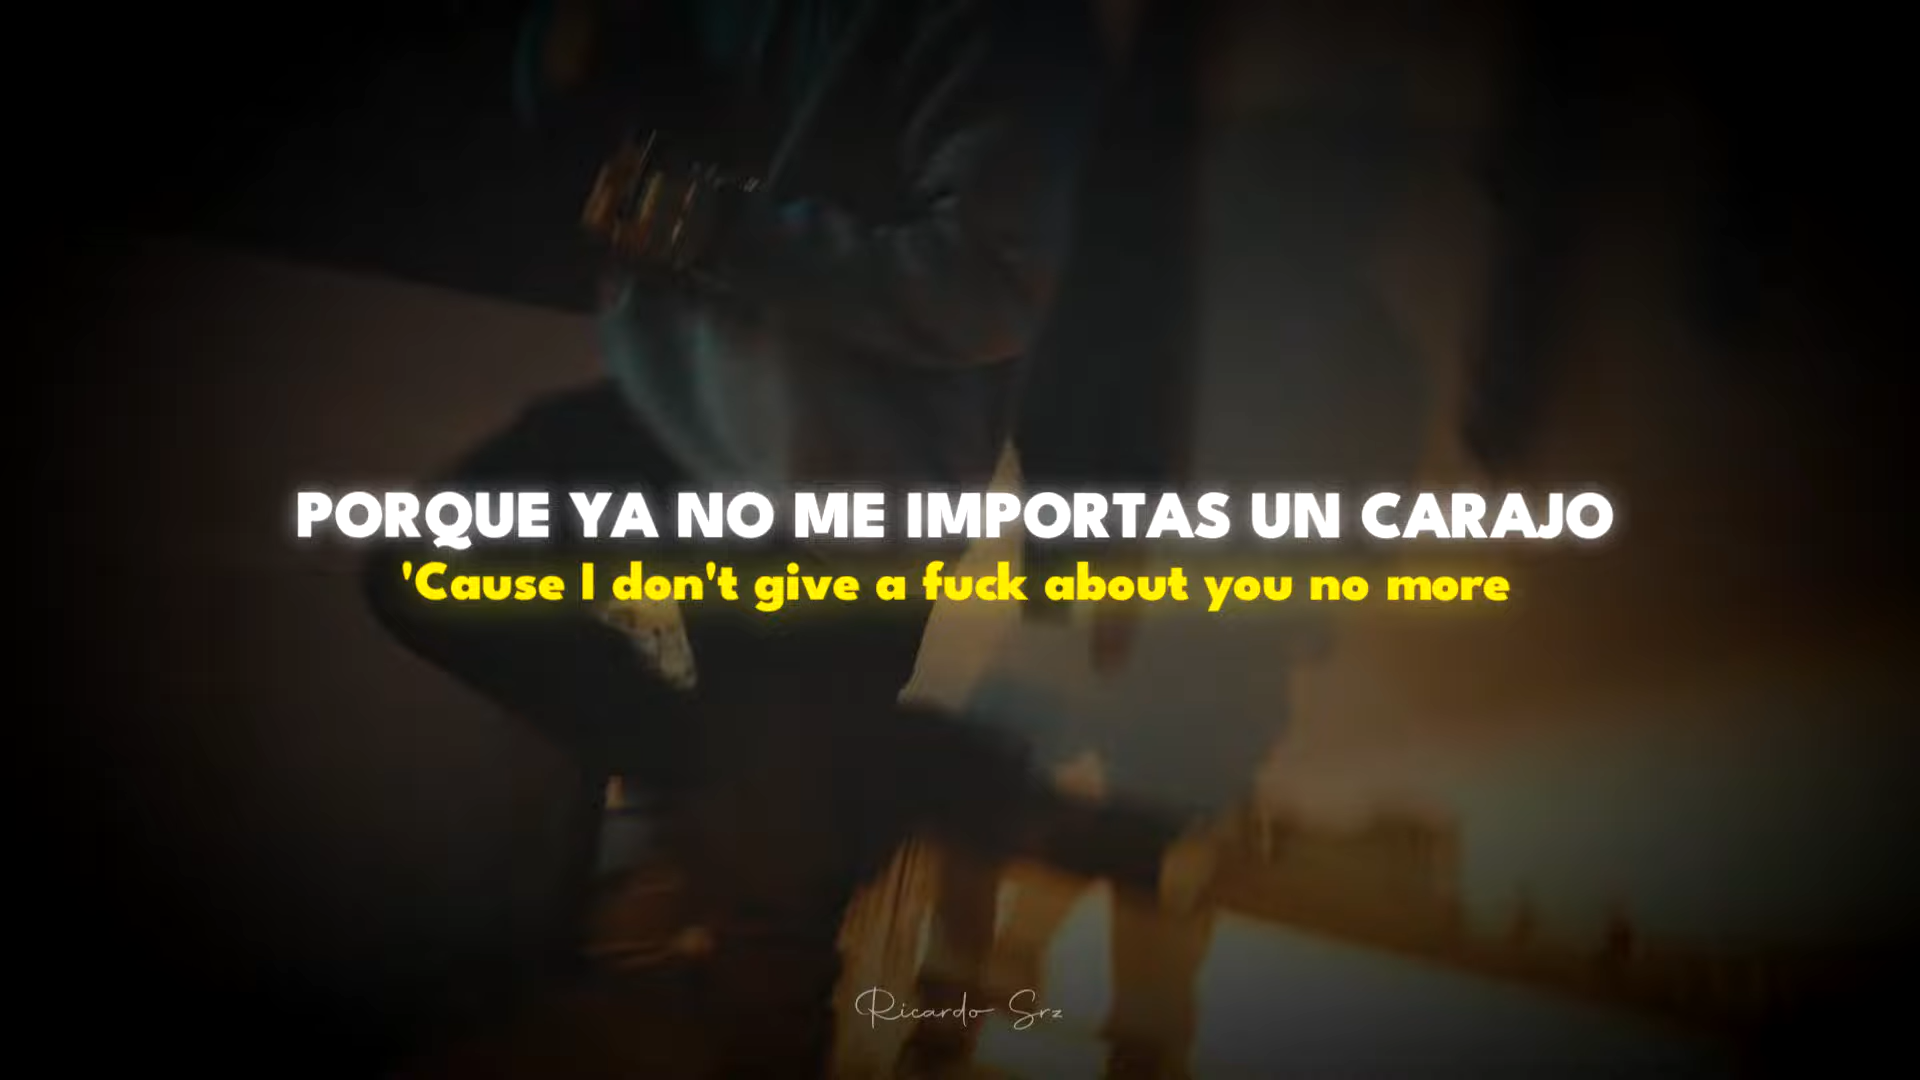 PORQUE YA NO ME IMPORTAS UN CARAJO
'Cause I don't give a fuck about you no more
Ricardo Srz